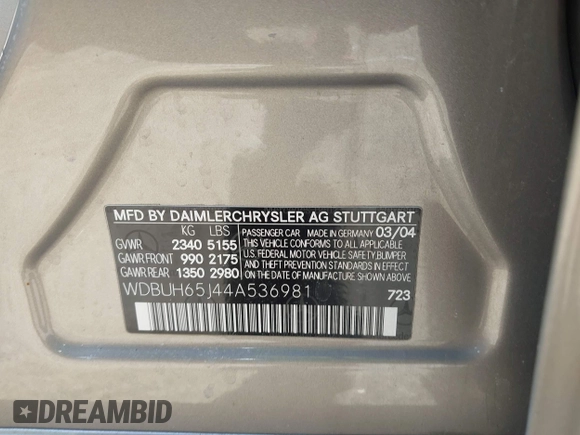 MFD BY DAIMLERCHRYSLER AG STUTTGART
KG LBS PASSENGER CAR MADE IN GERMANY 03/04
GVWR 2340 5155 THIS VEHICLE CONFORMS TO ALL APPLICABLE
GAWR.FRONT 990 2175 U.S. FEDERAL MOTOR VEHICLE SAFETY,BUMPER
GAWR.REAR 1350 2980 AND THEFT PREVENTION STANDARDS IN EFFECT
ON THE DATE OF MANUFACTURE SHOWN ABOVE
WDBUH65J44A536981 723
DREAMBID